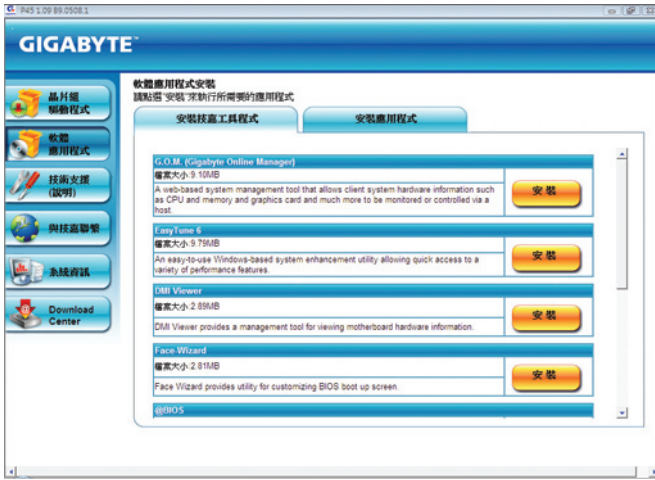 P45 1.09 B9.0508.1
GIGABYTE™
晶片組
驅動程式
軟體
應用程式
技術支援
(說明)
與技嘉聯繫
系統資訊
Download
Center
軟體應用程式安裝
請點選"安裝"來執行所需要的應用程式
安裝技嘉工具程式
安裝應用程式
G.O.M. (Gigabyte Online Manager)
檔案大小:9.10MB
A web-based system management tool that allows client system hardware information such
as CPU and memory and graphics card and much more to be monitored or controlled via a
host.
安裝
EasyTune 6
檔案大小:9.79MB
An easy-to-use Windows-based system enhancement utility allowing quick access to a
variety of performance features.
安裝
DMI Viewer
檔案大小:2.89MB
DMI Viewer provides a management tool for viewing motherboard hardware information.
安裝
Face-Wizard
檔案大小:2.81MB
Face Wizard provides utility for customizing BIOS boot up screen.
安裝
@BIOS